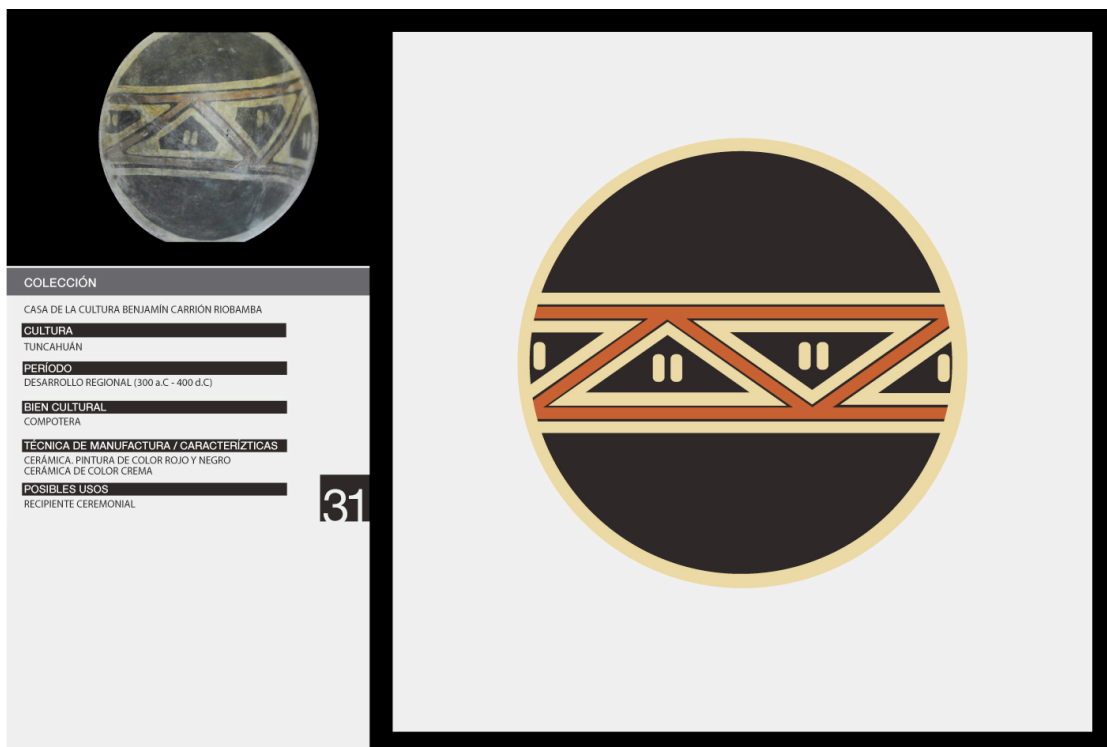 COLECCIÓN
CASA DE LA CULTURA BENJAMÍN CARRIÓN RIOBAMBA
CULTURA
TUNCAHUÁN
PERÍODO
DESARROLLO REGIONAL (300 a.C - 400 d.C)
BIEN CULTURAL
COMPOTERA
TÉCNICA DE MANUFACTURA / CARACTERÍZTICAS
CERÁMICA. PINTURA DE COLOR ROJO Y NEGRO
CERÁMICA DE COLOR CREMA
POSIBLES USOS
RECIPIENTE CEREMONIAL
31